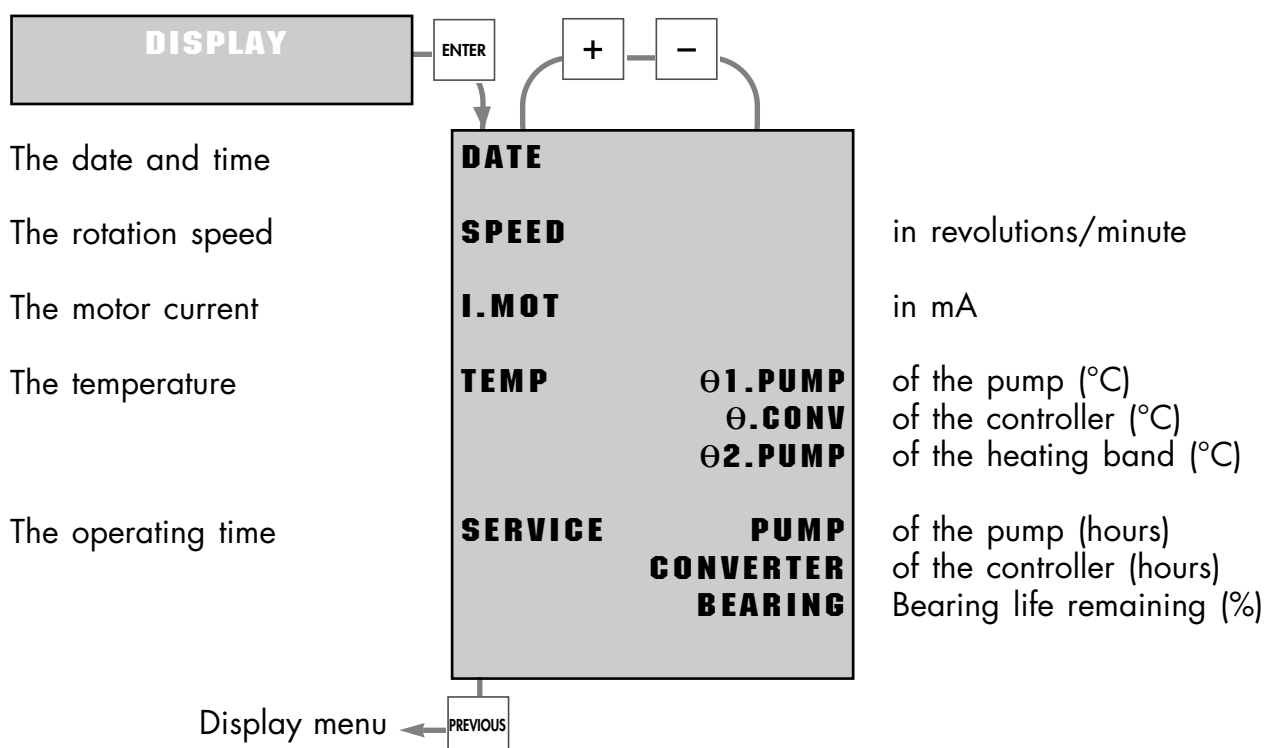 DISPLAY ENTER + −
The date and time DATE
The rotation speed SPEED in revolutions/minute
The motor current I.MOT in mA
The temperature TEMP θ1.PUMP of the pump (°C)
θ.CONV of the controller (°C)
θ2.PUMP of the heating band (°C)
The operating time SERVICE PUMP of the pump (hours)
CONVERTER of the controller (hours)
BEARING Bearing life remaining (%)
Display menu PREVIOUS